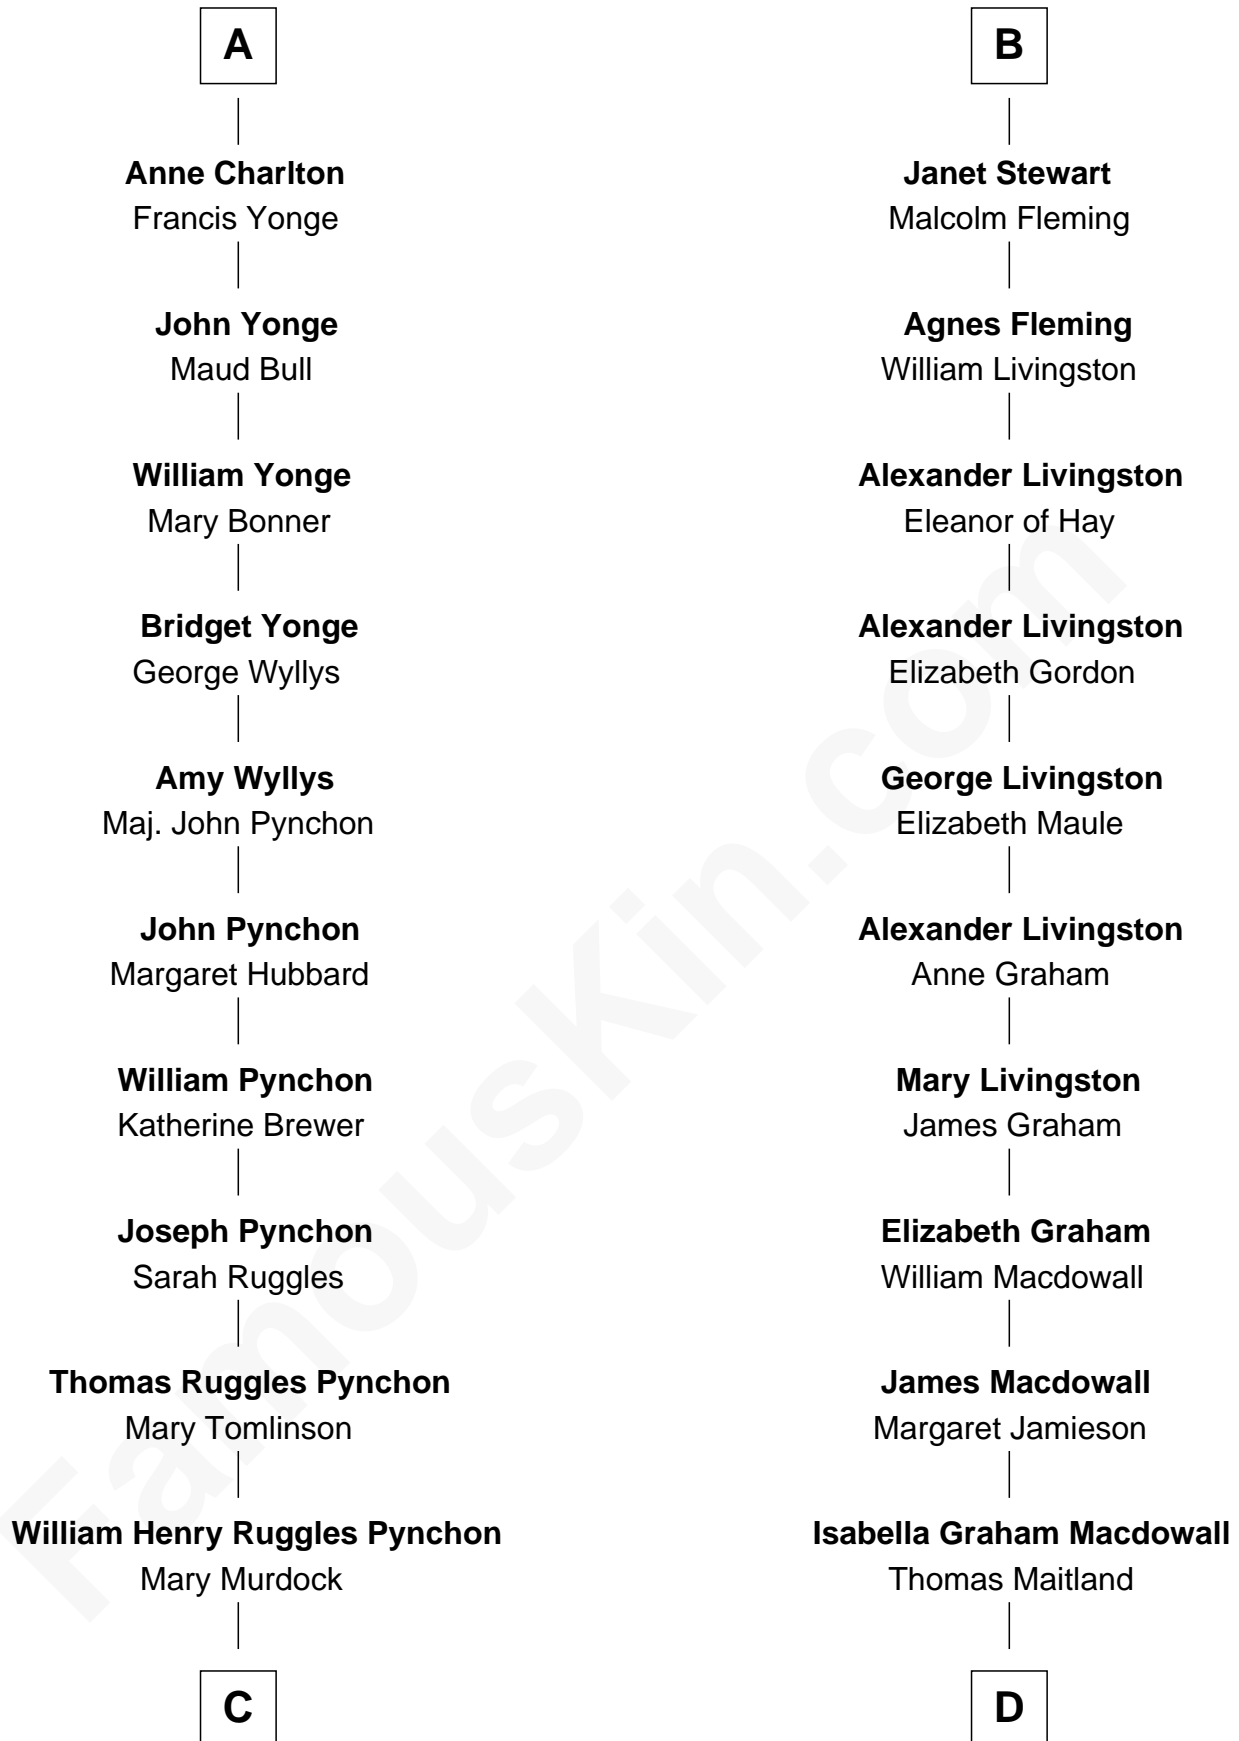 A
Anne Charlton
Francis Yonge
John Yonge
Maud Bull
William Yonge
Mary Bonner
Bridget Yonge
George Wyllys
Amy Wyllys
Maj. John Pynchon
John Pynchon
Margaret Hubbard
William Pynchon
Katherine Brewer
Joseph Pynchon
Sarah Ruggles
Thomas Ruggles Pynchon
Mary Tomlinson
William Henry Ruggles Pynchon
Mary Murdock
C
B
Janet Stewart
Malcolm Fleming
Agnes Fleming
William Livingston
Alexander Livingston
Eleanor of Hay
Alexander Livingston
Elizabeth Gordon
George Livingston
Elizabeth Maule
Alexander Livingston
Anne Graham
Mary Livingston
James Graham
Elizabeth Graham
William Macdowall
James Macdowall
Margaret Jamieson
Isabella Graham Macdowall
Thomas Maitland
D
FamousKin.com